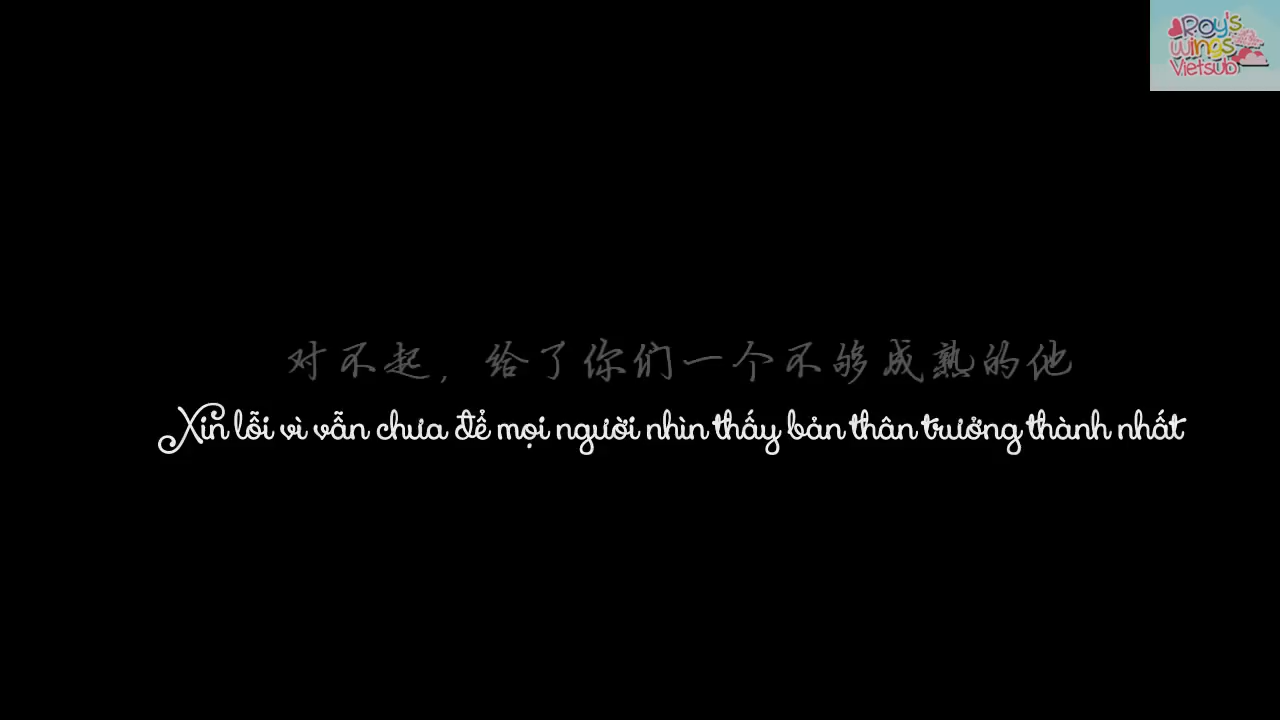 Roy's
wings
Vietsub
对不起，给了你们一个不够成熟的他
Xin lỗi vì vẫn chưa để mọi người nhìn thấy bản thân trưởng thành nhất